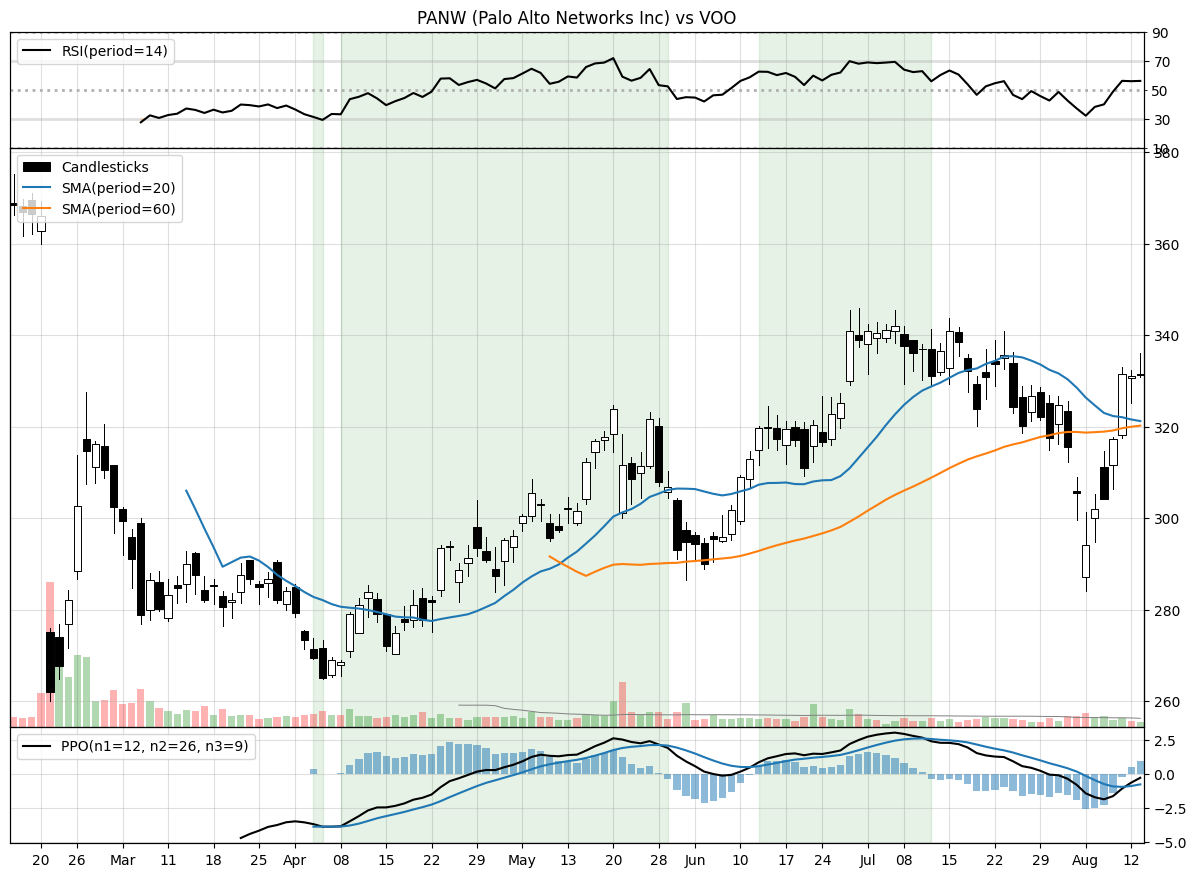 PANW (Palo Alto Networks Inc) vs VOO
RSI(period=14)
90
70
50
30
10
Candlesticks
SMA(period=20)
SMA(period=60)
380
360
340
320
300
280
260
PPO(n1=12, n2=26, n3=9)
2.5
0.0
−2.5
−5.0
20 26 Mar 11 18 25 Apr 08 15 22 29 May 13 20 28 Jun 10 17 24 Jul 08 15 22 29 Aug 12